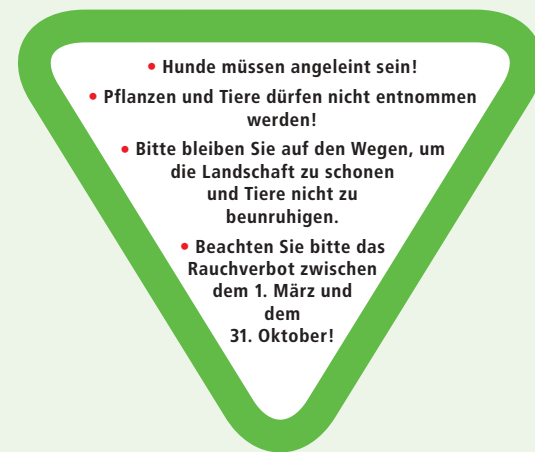 • Hunde müssen angeleint sein!
• Pflanzen und Tiere dürfen nicht entnommen
werden!
• Bitte bleiben Sie auf den Wegen, um
die Landschaft zu schonen
und Tiere nicht zu
beunruhigen.
• Beachten Sie bitte das
Rauchverbot zwischen
dem 1. März und
dem
31. Oktober!